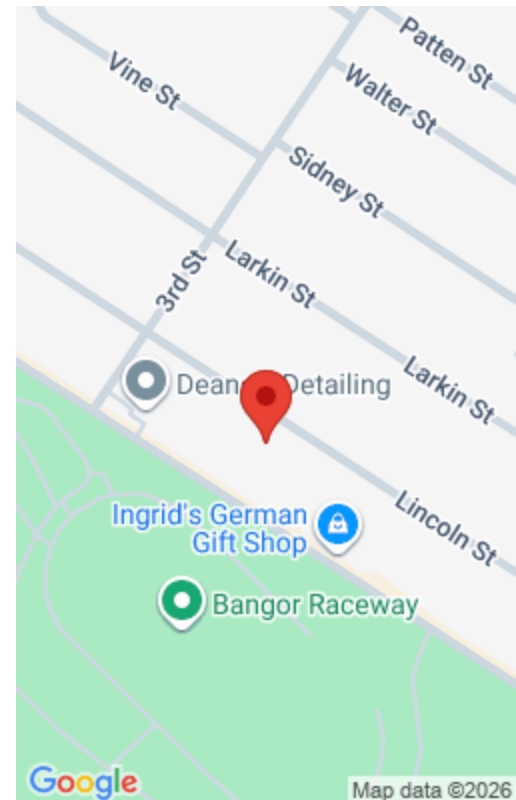 Patten St
Vine St
Walter St
Sidney St
3rd St
Larkin St
Dean
Detailing
Larkin St
Lincoln St
Ingrid's German
Gift Shop
Bangor Raceway
Google
Map data ©2026